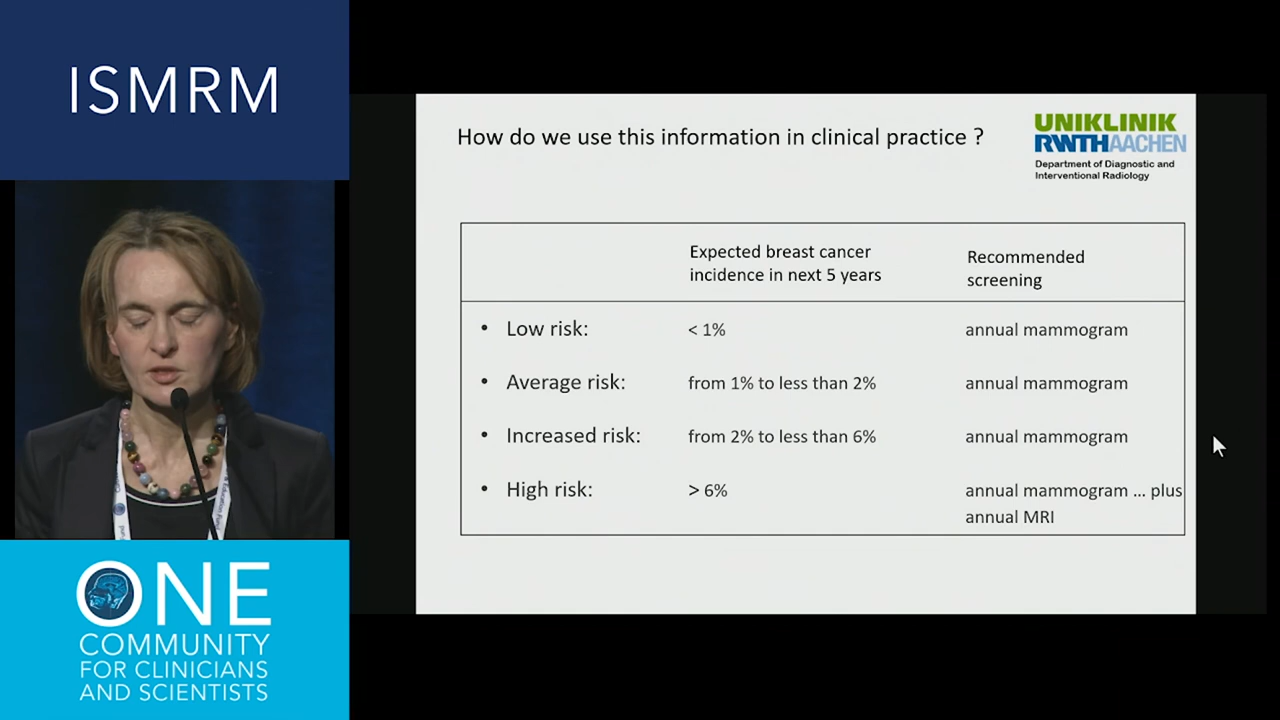 ISMRM
How do we use this information in clinical practice ?
UNIKLINIK
RWTHAACHEN
Department of Diagnostic and
Interventional Radiology
Expected breast cancer
incidence in next 5 years
Recommended
screening
• Low risk: < 1% annual mammogram
• Average risk: from 1% to less than 2% annual mammogram
• Increased risk: from 2% to less than 6% annual mammogram
• High risk: > 6% annual mammogram ... plus
annual MRI
ONE
COMMUNITY
FOR CLINICIANS
AND SCIENTISTS